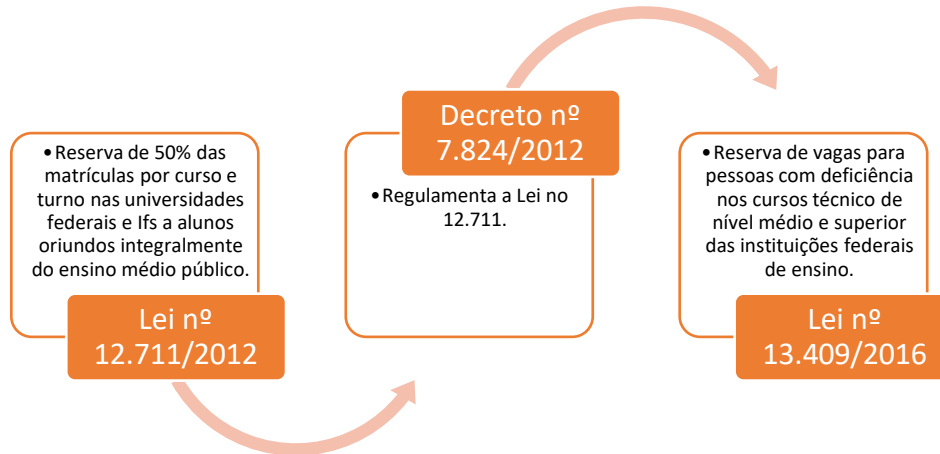 •Reserva de 50% das
matrículas por curso e
turno nas universidades
federais e Ifs a alunos
oriundos integralmente
do ensino médio público.
Lei nº
12.711/2012
Decreto nº
7.824/2012
•Regulamenta a Lei no
12.711.
•Reserva de vagas para
pessoas com deficiência
nos cursos técnico de
nível médio e superior
das instituições federais
de ensino.
Lei nº
13.409/2016